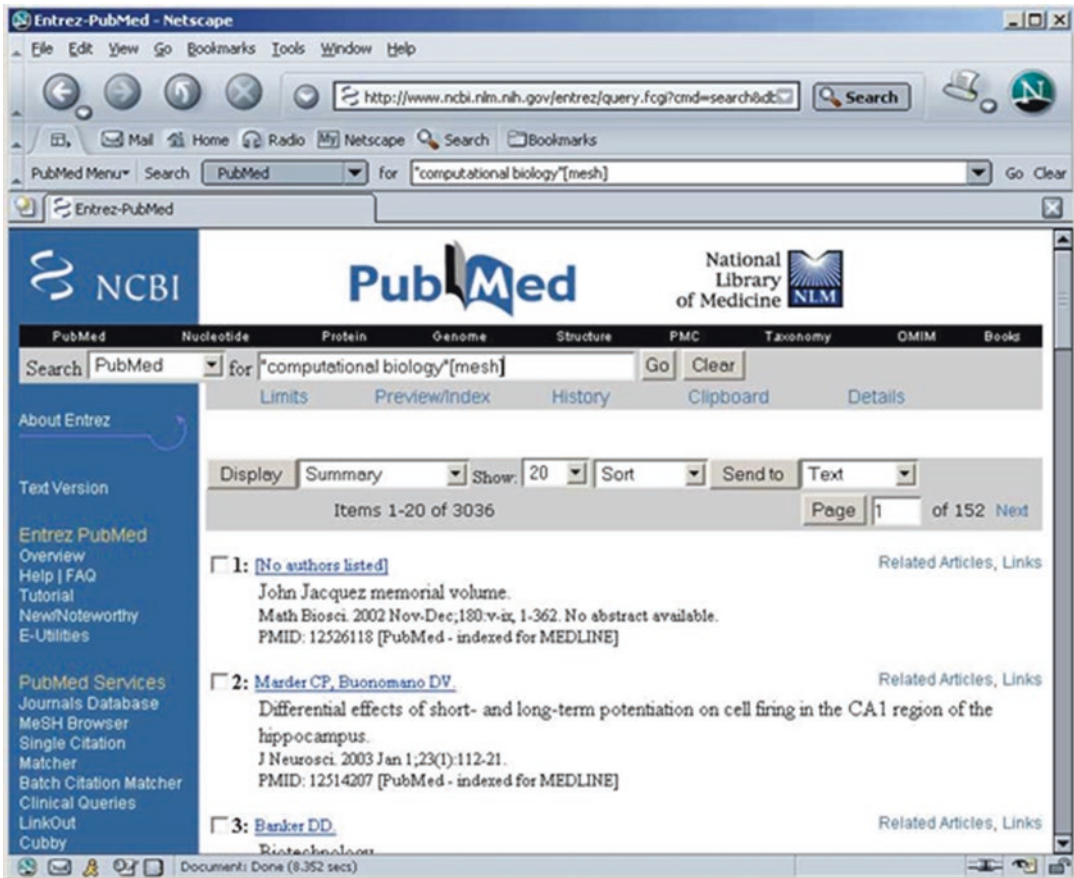 Entrez-PubMed - Netscape
File Edit View Go Bookmarks Tools Window Help
http://www.ncbi.nlm.nih.gov/entrez/query.fcgi?cmd=search&dt Search N
Mail Home Radio My Netscape Search Bookmarks
PubMed Menu Search PubMed for "computational biology"[mesh] Go Clear
Entrez-PubMed
NCBI PubMed National
Library
of Medicine NLM
PubMed Nucleotide Protein Genome Structure PMC Taxonomy OMIM Books
Search PubMed for "computational biology"[mesh] Go Clear
Limits Preview/Index History Clipboard Details
About Entrez
Display Summary Show: 20 Sort Send to Text
Text Version
Items 1-20 of 3036 Page 1 of 152 Next
Entrez PubMed
Overview
Help | FAQ
Tutorial
New/Noteworthy
E-Utilities
PubMed Services
Journals Database
MeSH Browser
Single Citation
Matcher
Batch Citation Matcher
Clinical Queries
LinkOut
Cubby
1: [No authors listed] Related Articles, Links
John Jacquez memorial volume.
Math Biosci. 2002 Nov-Dec;180:v-ix, 1-362. No abstract available.
PMID: 12526118 [PubMed - indexed for MEDLINE]
2: Marder CP, Buonomano DV. Related Articles, Links
Differential effects of short- and long-term potentiation on cell firing in the CA1 region of the
hippocampus.
J Neurosci. 2003 Jan 1;23(1):112-21.
PMID: 12514207 [PubMed - indexed for MEDLINE]
3: Banker DD. Related Articles, Links
Biotechnology.
Document: Done (8.352 secs)